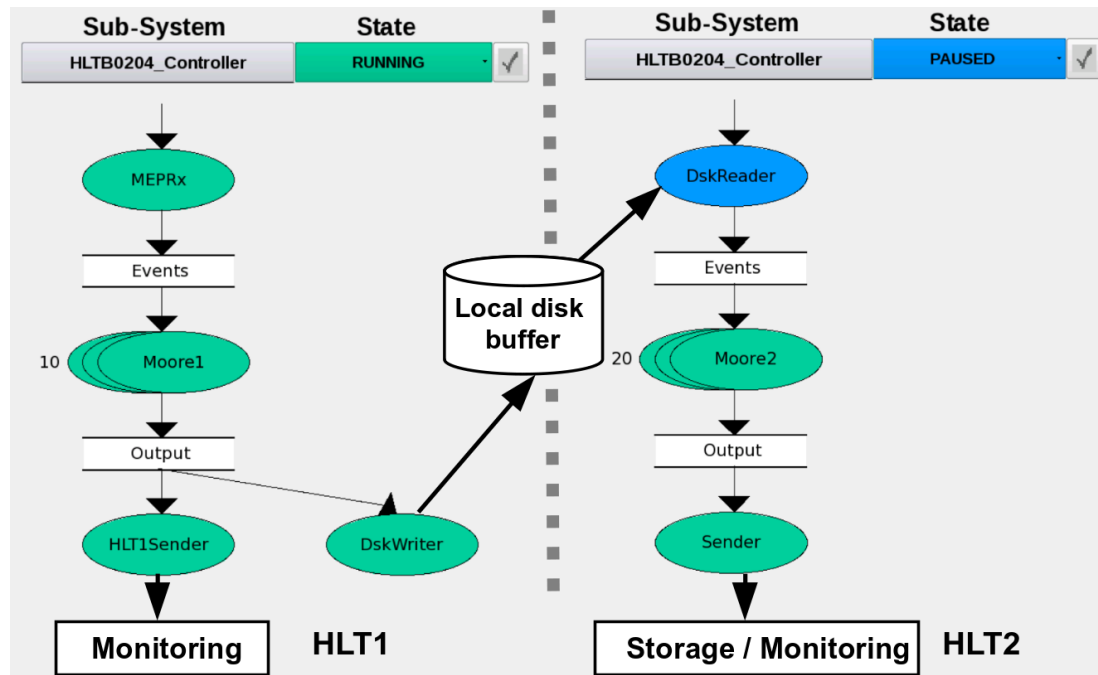 Sub-System State
HLTB0204_Controller RUNNING
MEPRx
Events
10 Moore1
Output
HLT1Sender DskWriter
Monitoring HLT1
Local disk
buffer
Sub-System State
HLTB0204_Controller PAUSED
DskReader
Events
20 Moore2
Output
Sender
Storage / Monitoring HLT2